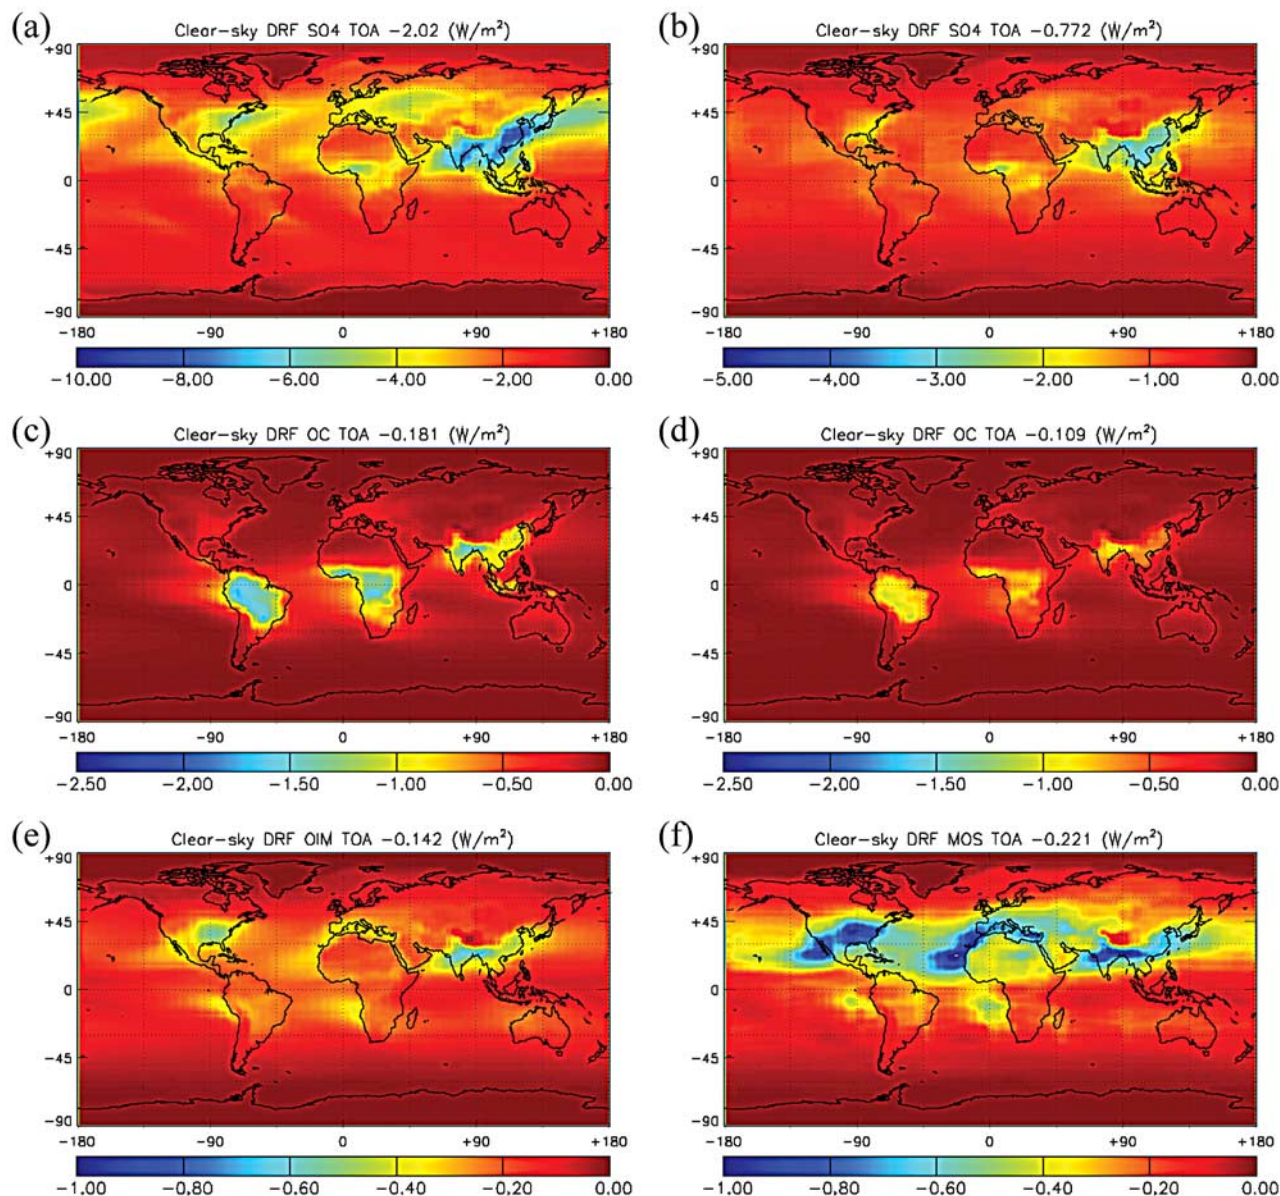 (a)
Clear-sky DRF SO4 TOA -2.02 (W/m²)
+90
+45
0
-45
-90
-180 -90 0 +90 +180
-10.00 -8.00 -6.00 -4.00 -2.00 0.00
(b)
Clear-sky DRF SO4 TOA -0.772 (W/m²)
+90
+45
0
-45
-90
-180 -90 0 +90 +180
-5.00 -4.00 -3.00 -2.00 -1.00 0.00
(c)
Clear-sky DRF OC TOA -0.181 (W/m²)
+90
+45
0
-45
-90
-180 -90 0 +90 +180
-2.50 -2.00 -1.50 -1.00 -0.50 0.00
(d)
Clear-sky DRF OC TOA -0.109 (W/m²)
+90
+45
0
-45
-90
-180 -90 0 +90 +180
-2.50 -2.00 -1.50 -1.00 -0.50 0.00
(e)
Clear-sky DRF OIM TOA -0.142 (W/m²)
+90
+45
0
-45
-90
-180 -90 0 +90 +180
-1.00 -0.80 -0.60 -0.40 -0.20 0.00
(f)
Clear-sky DRF MOS TOA -0.221 (W/m²)
+90
+45
0
-45
-90
-180 -90 0 +90 +180
-1.00 -0.80 -0.60 -0.40 -0.20 0.00